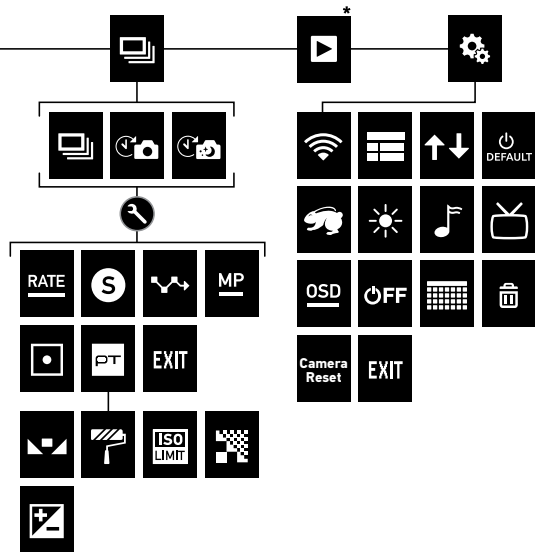 *
DEFAULT
RATE
S
MP
OSD
OFF
PT
EXIT
Camera
Reset
EXIT
ISO
LIMIT